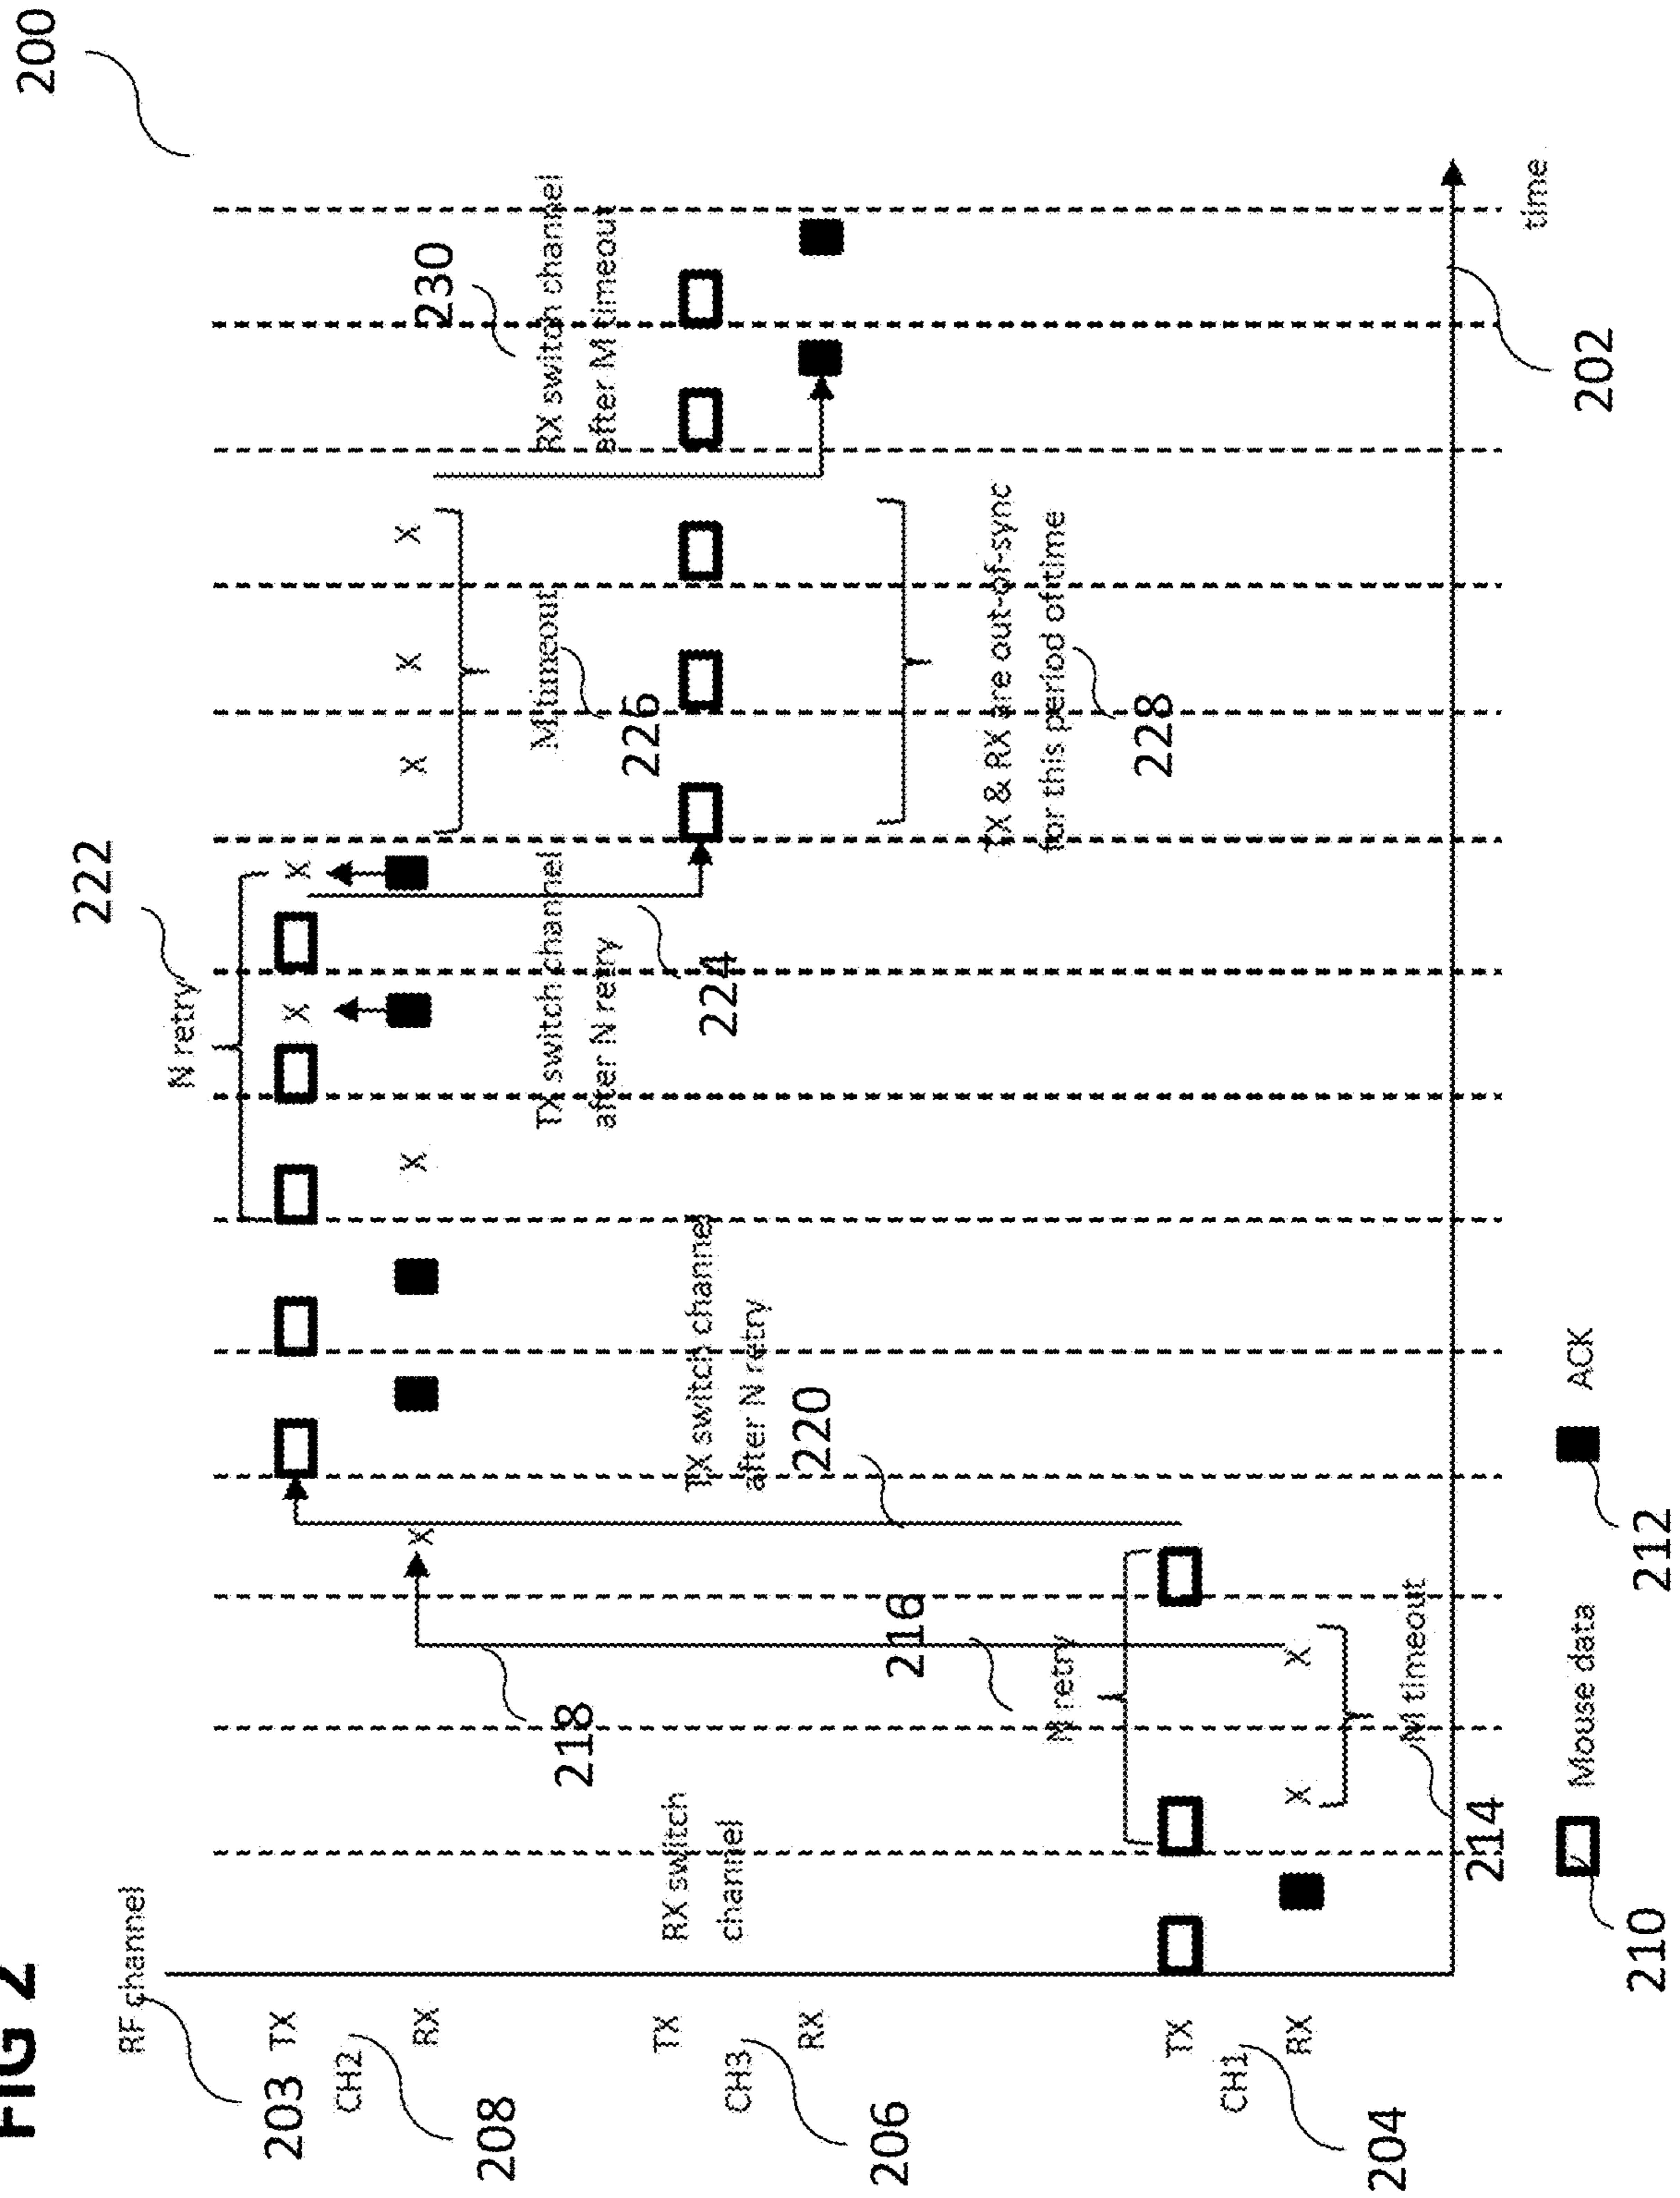 FIG 2
200
RF channel
203
TX
CH2
RX
208
TX
CH3
RX
206
TX
CH1
RX
204
N retry
222
RX switch
channel
218
TX switch channel
after N retry
220
TX switch channel
after N retry
224
M timeout
226
RX switch channel
after M timeout
230
TX & RX are out-of-sync
for this period of time
228
216
X
X
X
X
X
X
X
X
X
M timeout
214
time
202
Mouse data
210
ACK
212